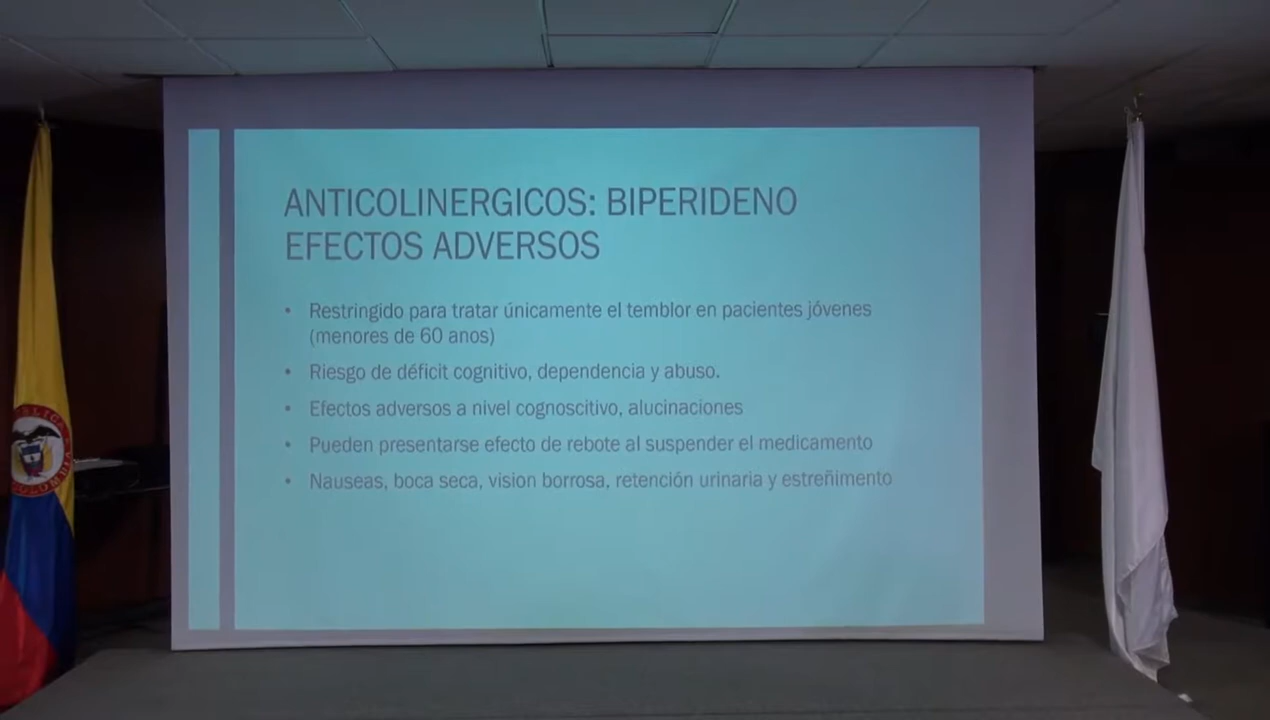 ANTICOLINERGICOS: BIPERIDENO
EFECTOS ADVERSOS
• Restringido para tratar únicamente el temblor en pacientes jóvenes
(menores de 60 anos)
• Riesgo de déficit cognitivo, dependencia y abuso.
• Efectos adversos a nivel cognoscitivo, alucinaciones
• Pueden presentarse efecto de rebote al suspender el medicamento
• Nauseas, boca seca, vision borrosa, retención urinaria y estreñimento